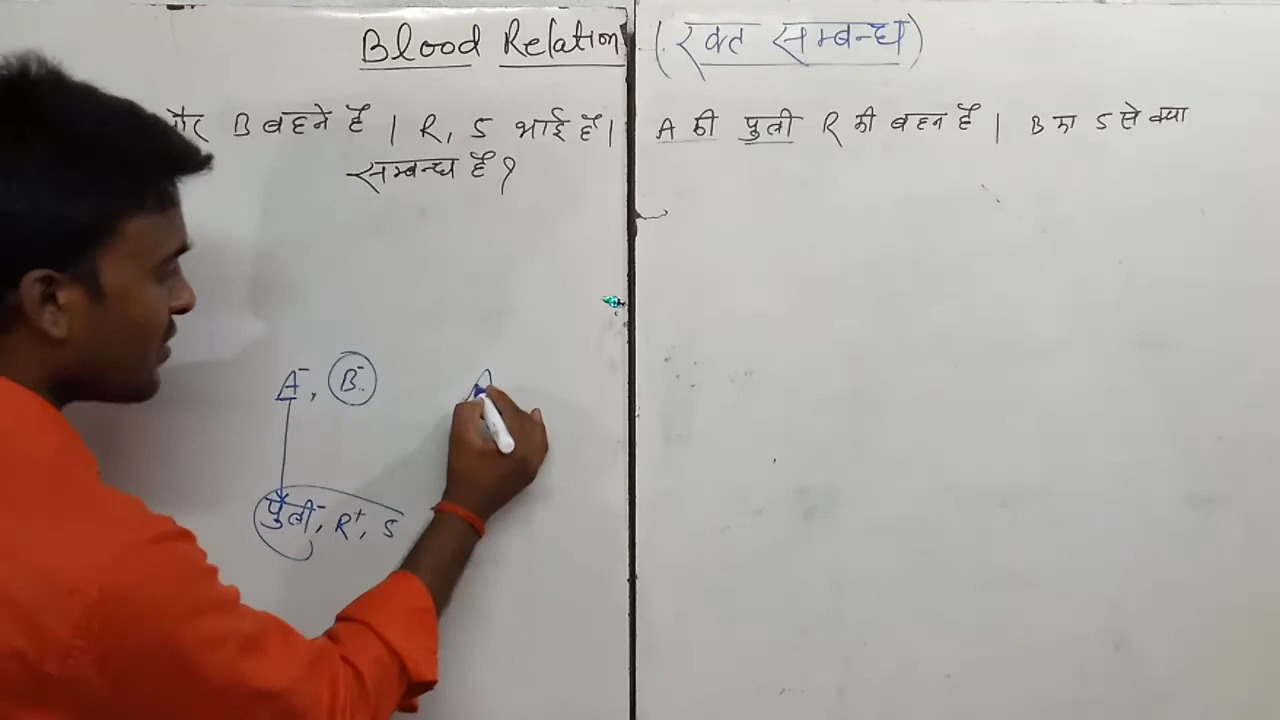 Blood Relation (रक्त सम्बन्ध)
और B बहने हैं | R, S भाई हैं | A की पुत्री R की बहन हैं | B का S से क्या
सम्बन्ध हैं ?
A⁻, B⁻ A
पुत्री⁻, R⁺, S